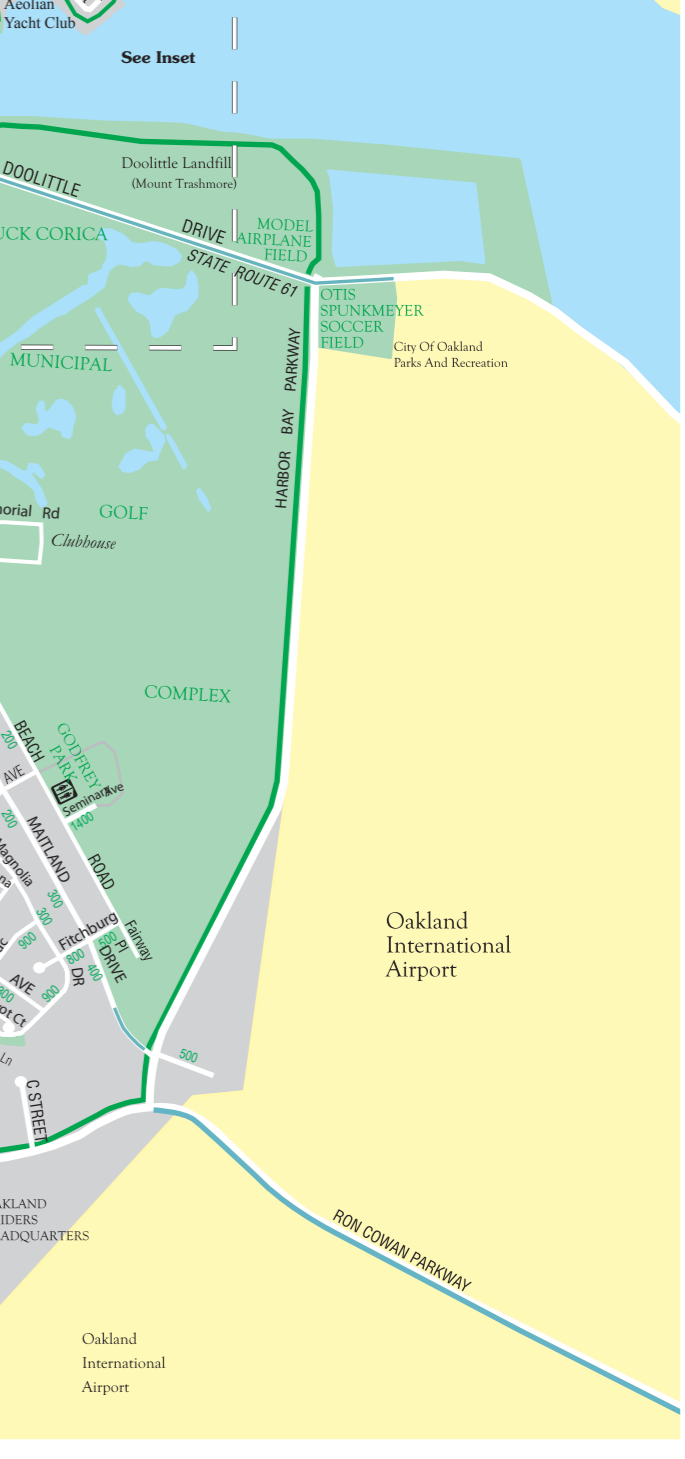 Aeolian
Yacht Club
See Inset
Doolittle Landfill
(Mount Trashmore)
DOOLITTLE
DRIVE
STATE ROUTE 61
MODEL
AIRPLANE
FIELD
UCK CORICA
OTIS
SPUNKMEYER
SOCCER
FIELD
City Of Oakland
Parks And Recreation
MUNICIPAL
HARBOR BAY PARKWAY
orial Rd
GOLF
Clubhouse
COMPLEX
200
BEACH
GODFREY
PARK
AVE
Seminary Ave
1400
200
MAITLAND
Magnolia
na
ROAD
300
300
900
Fitchburg
500
Fairway
Pl
DRIVE
800
400
DR
AVE
900
800
pt Ct
Ln
500
C STREET
Oakland
International
Airport
AKLAND
IDERS
ADQUARTERS
RON COWAN PARKWAY
Oakland
International
Airport